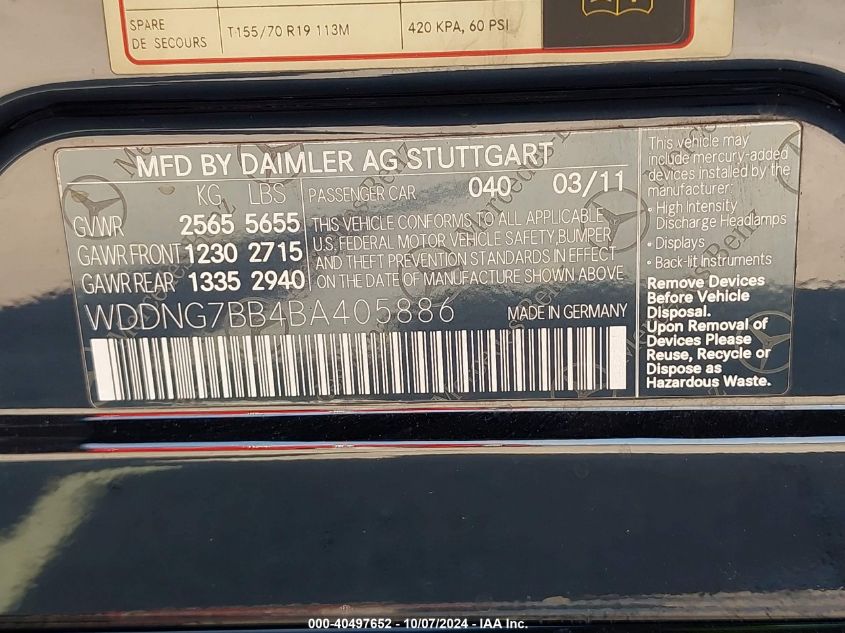 SPARE
DE SECOURS
T155/70 R19 113M
420 KPA, 60 PSI
MFD BY DAIMLER AG STUTTGART
KG LBS
GVWR 2565 5655
GAWR FRONT 1230 2715
GAWR REAR 1335 2940
PASSENGER CAR 040 03/11
THIS VEHICLE CONFORMS TO ALL APPLICABLE
U.S. FEDERAL MOTOR VEHICLE SAFETY, BUMPER
AND THEFT PREVENTION STANDARDS IN EFFECT
ON DATE OF MANUFACTURE SHOWN ABOVE.
WDDNG7BB4BA405886
MADE IN GERMANY
This vehicle may
include mercury-added
devices installed by the
manufacturer:
• High Intensity
Discharge Headlamps
• Displays
• Back-lit Instruments
Remove Devices
Before Vehicle
Disposal.
Upon Removal of
Devices Please
Reuse, Recycle or
Dispose as
Hazardous Waste.
Mercedes-Benz
000-40497652 - 10/07/2024 - IAA Inc.